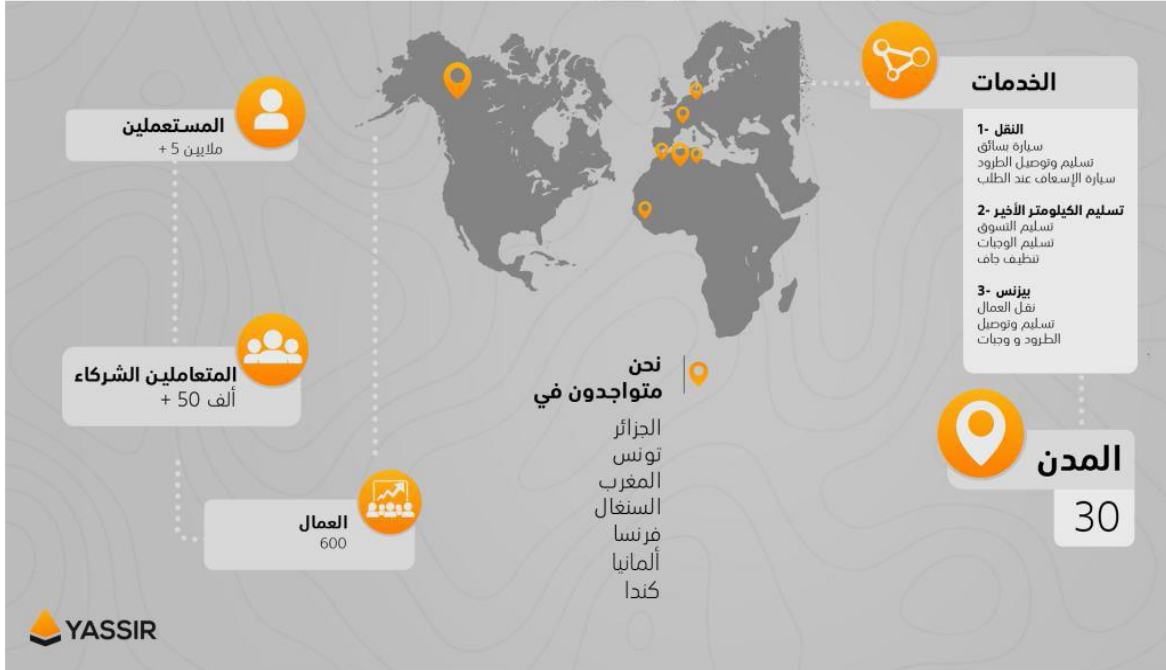 الخدمات
النقل -1
سيارة بسائق
تسليم وتوصيل الطرود
سيارة الإسعاف عند الطلب
تسليم الكيلومتر الأخير -2
تسليم التسوق
تسليم الوجبات
تنظيف جاف
بيزنس -3
نقل العمال
تسليم وتوصيل
الطرود و وجبات
المدن
30
نحن
متواجدون في
الجزائر
تونس
المغرب
السنغال
فرنسا
ألمانيا
كندا
المستعملين
ملايين 5 +
المتعاملين الشركاء
ألف 50 +
العمال
600
YASSIR